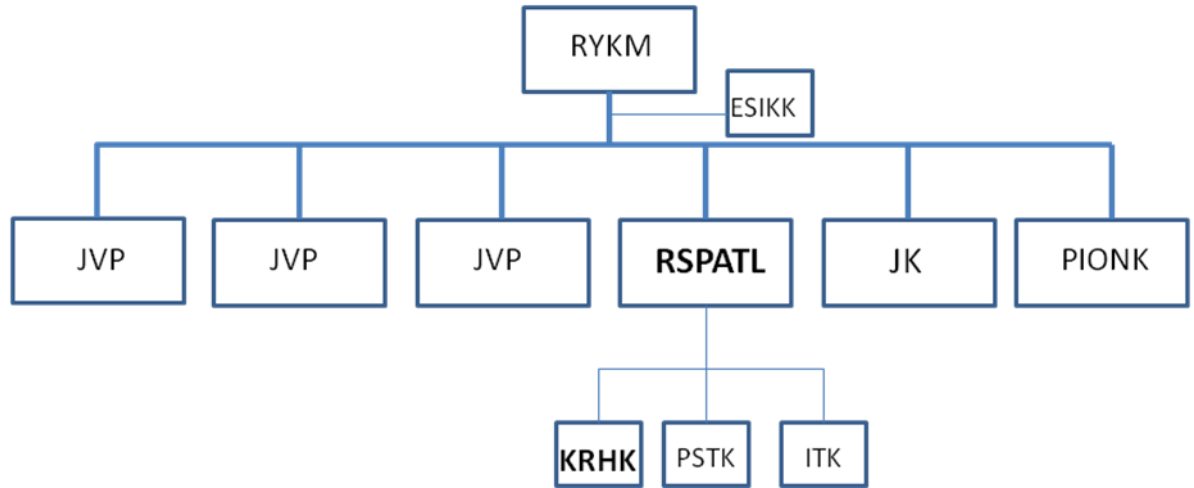 RYKM
ESIKK
JVP
JVP
JVP
RSPATL
JK
PIONK
KRHK
PSTK
ITK